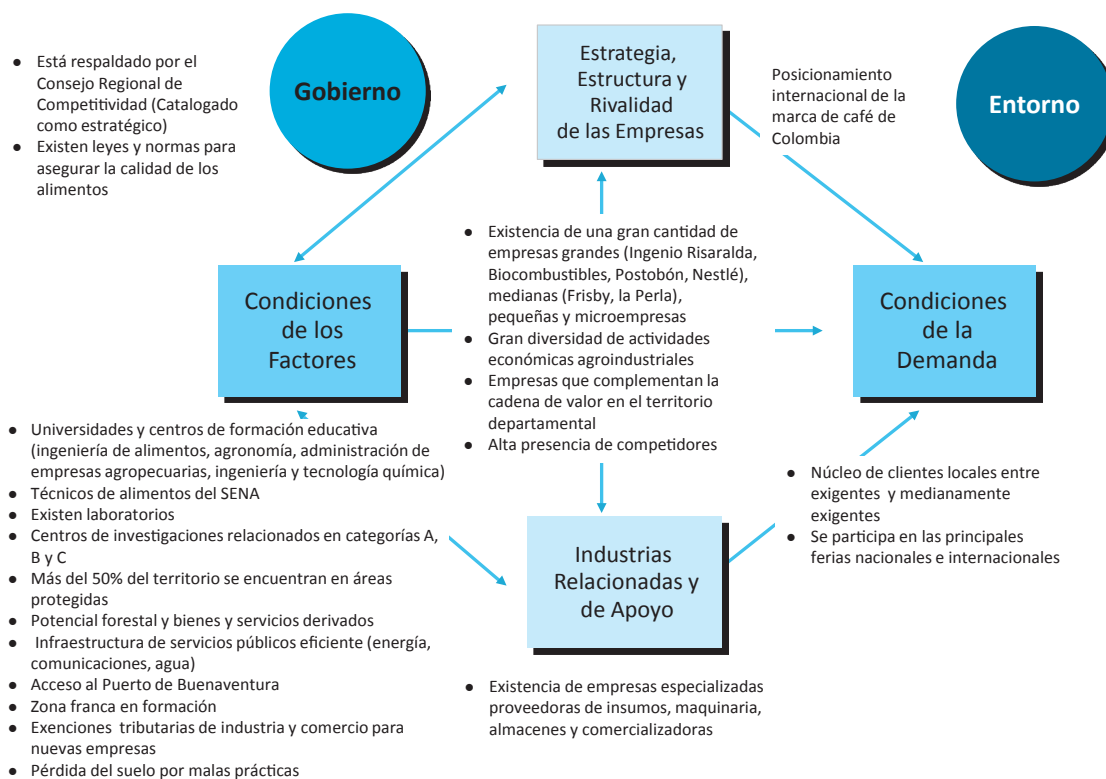 ● Está respaldado por el
Consejo Regional de
Competitividad (Catalogado
como estratégico)
● Existen leyes y normas para
asegurar la calidad de los
alimentos
Gobierno
Estrategia,
Estructura y
Rivalidad
de las Empresas
Posicionamiento
internacional de la
marca de café de
Colombia
Entorno
Condiciones
de los
Factores
● Existencia de una gran cantidad de
empresas grandes (Ingenio Risaralda,
Biocombustibles, Postobón, Nestlé),
medianas (Frisby, la Perla),
pequeñas y microempresas
● Gran diversidad de actividades
económicas agroindustriales
● Empresas que complementan la
cadena de valor en el territorio
departamental
● Alta presencia de competidores
Condiciones
de la
Demanda
● Universidades y centros de formación educativa
(ingeniería de alimentos, agronomía, administración de
empresas agropecuarias, ingeniería y tecnología química)
● Técnicos de alimentos del SENA
● Existen laboratorios
● Centros de investigaciones relacionados en categorías A,
B y C
● Más del 50% del territorio se encuentran en áreas
protegidas
● Potencial forestal y bienes y servicios derivados
● Infraestructura de servicios públicos eficiente (energía,
comunicaciones, agua)
● Acceso al Puerto de Buenaventura
● Zona franca en formación
● Exenciones tributarias de industria y comercio para
nuevas empresas
● Pérdida del suelo por malas prácticas
Industrias
Relacionadas y
de Apoyo
● Núcleo de clientes locales entre
exigentes y medianamente
exigentes
● Se participa en las principales
ferias nacionales e internacionales
● Existencia de empresas especializadas
proveedoras de insumos, maquinaria,
almacenes y comercializadoras